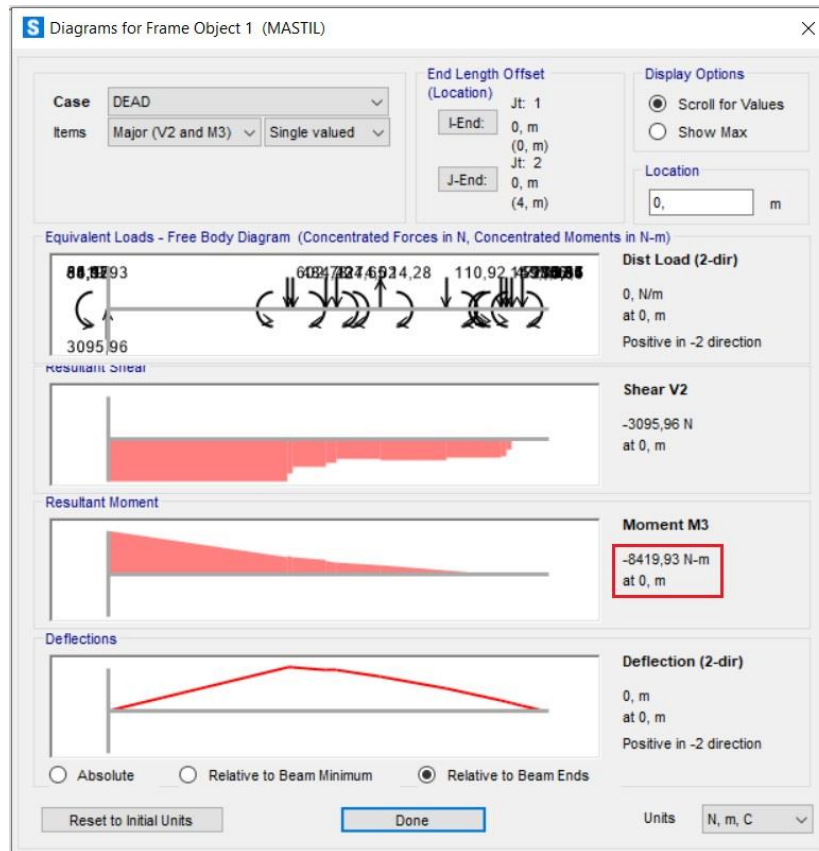 S Diagrams for Frame Object 1 (MASTIL)
Case DEAD
Items Major (V2 and M3) Single valued
End Length Offset
(Location)
Jt: 1
I-End: 0, m
(0, m)
Jt: 2
J-End: 0, m
(4, m)
Display Options
Scroll for Values
Show Max
Location
0, m
Equivalent Loads - Free Body Diagram (Concentrated Forces in N, Concentrated Moments in N-m)
110,92
3095,96
Dist Load (2-dir)
0, N/m
at 0, m
Positive in -2 direction
Resultant Shear
Shear V2
-3095,96 N
at 0, m
Resultant Moment
Moment M3
-8419,93 N-m
at 0, m
Deflections
Deflection (2-dir)
0, m
at 0, m
Positive in -2 direction
Absolute Relative to Beam Minimum Relative to Beam Ends
Reset to Initial Units Done Units N, m, C